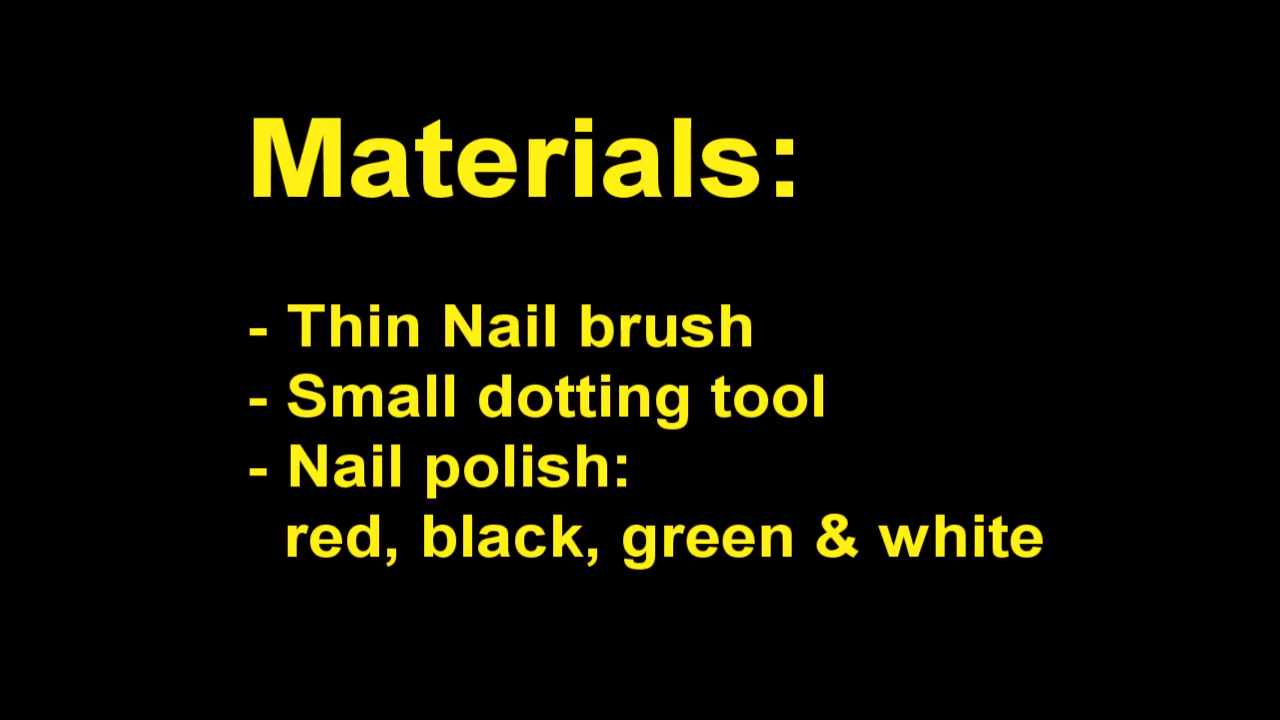 Materials:
- Thin Nail brush
- Small dotting tool
- Nail polish:
red, black, green & white